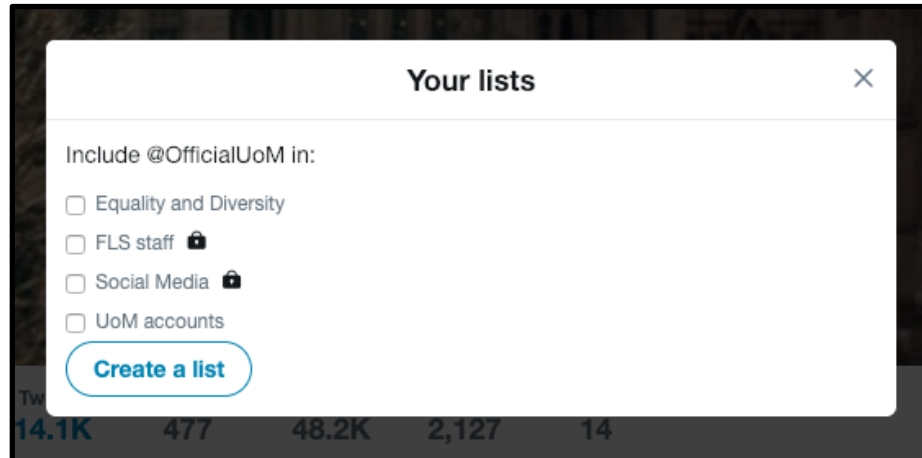 Your lists
Include @OfficialUoM in:
Equality and Diversity
FLS staff
Social Media
UoM accounts
Create a list
Tw
14.1K 477 48.2K 2,127 14